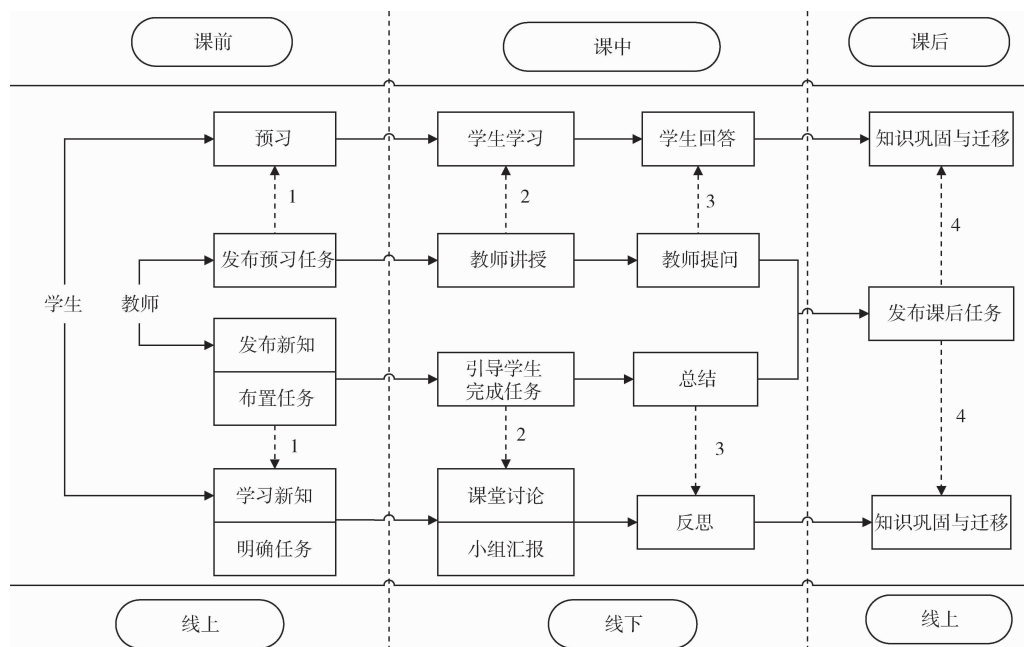 课前
课中
课后
预习
学生学习
学生回答
知识巩固与迁移
1
2
3
4
发布预习任务
教师讲授
教师提问
学生
教师
发布课后任务
发布新知
布置任务
引导学生
完成任务
总结
1
2
3
4
学习新知
明确任务
课堂讨论
小组汇报
反思
知识巩固与迁移
线上
线下
线上